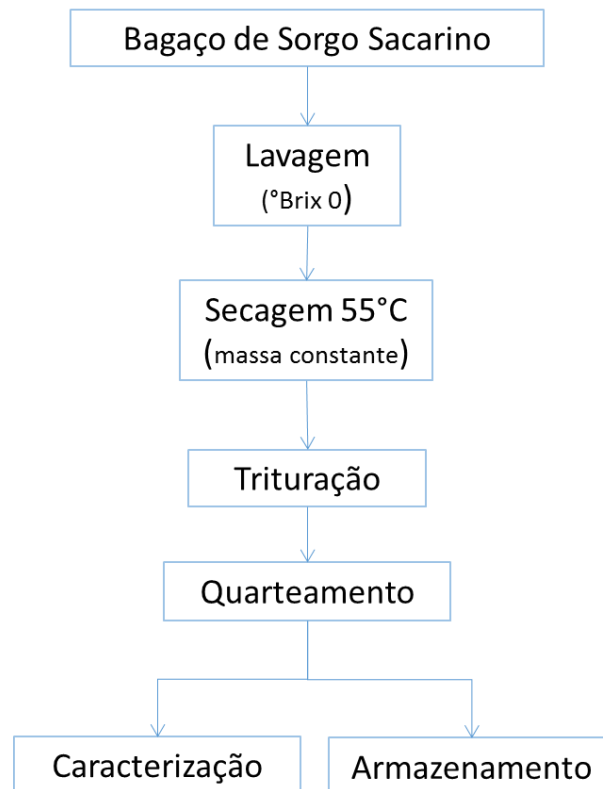 Bagaço de Sorgo Sacarino
Lavagem
(°Brix 0)
Secagem 55°C
(massa constante)
Trituração
Quarteamento
Caracterização
Armazenamento